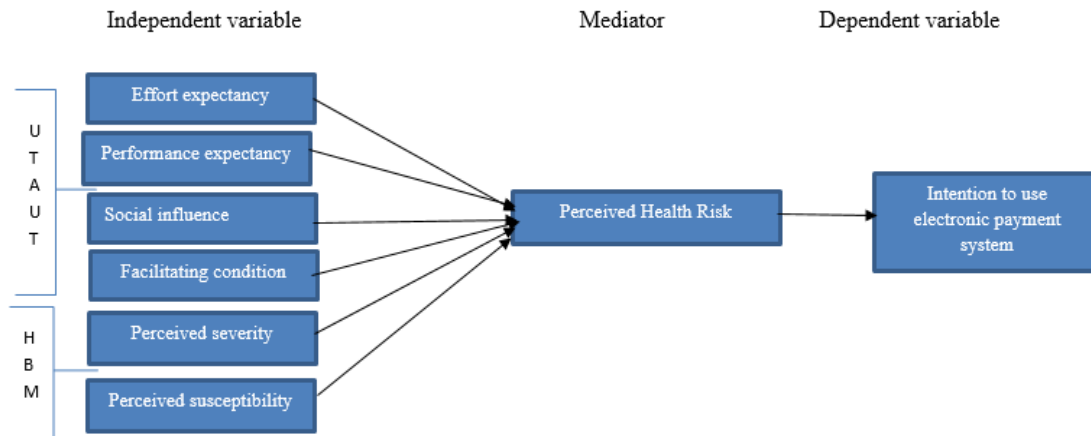 Independent variable
Mediator
Dependent variable
U
T
A
U
T
Effort expectancy
Performance expectancy
Social influence
Facilitating condition
H
B
M
Perceived severity
Perceived susceptibility
Perceived Health Risk
Intention to use
electronic payment
system